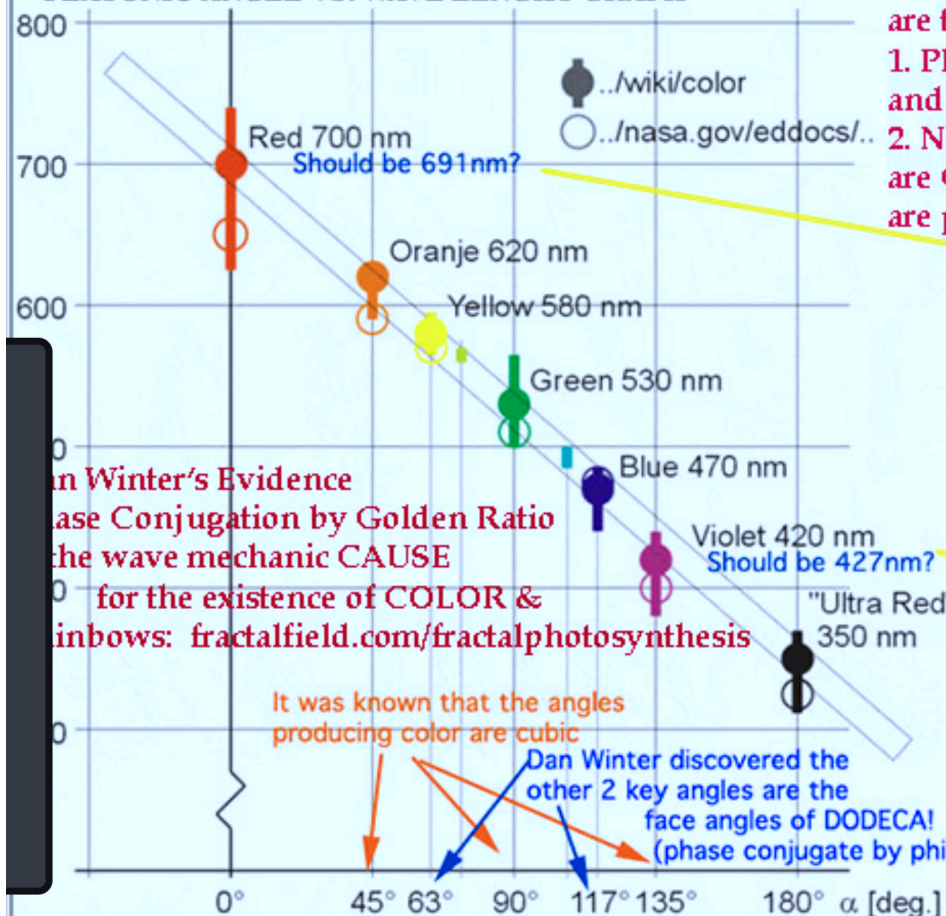 800
are
1.
../wiki/color
and
Red 700 nm
../nasa.gov/eddocs/..
2.
700
Should be 691nm?
are
are
Oranje 620 nm
600
Yellow 580 nm
Green 530 nm
Blue 470 nm
Winter's Evidence
Conjugation by Golden Ratio
the wave mechanic CAUSE
Violet 420 nm
Should be 427nm?
for the existence of COLOR &
"Ultra Red
inbows: fractalfield.com/fractalphotosynthesis
350 nm
It was known that the angles
producing color are cubic
Dan Winter discovered the
other 2 key angles are the
face angles of DODECA!
(phase conjugate by phi
0° 45° 63° 90° 117° 135° 180° α [deg.]